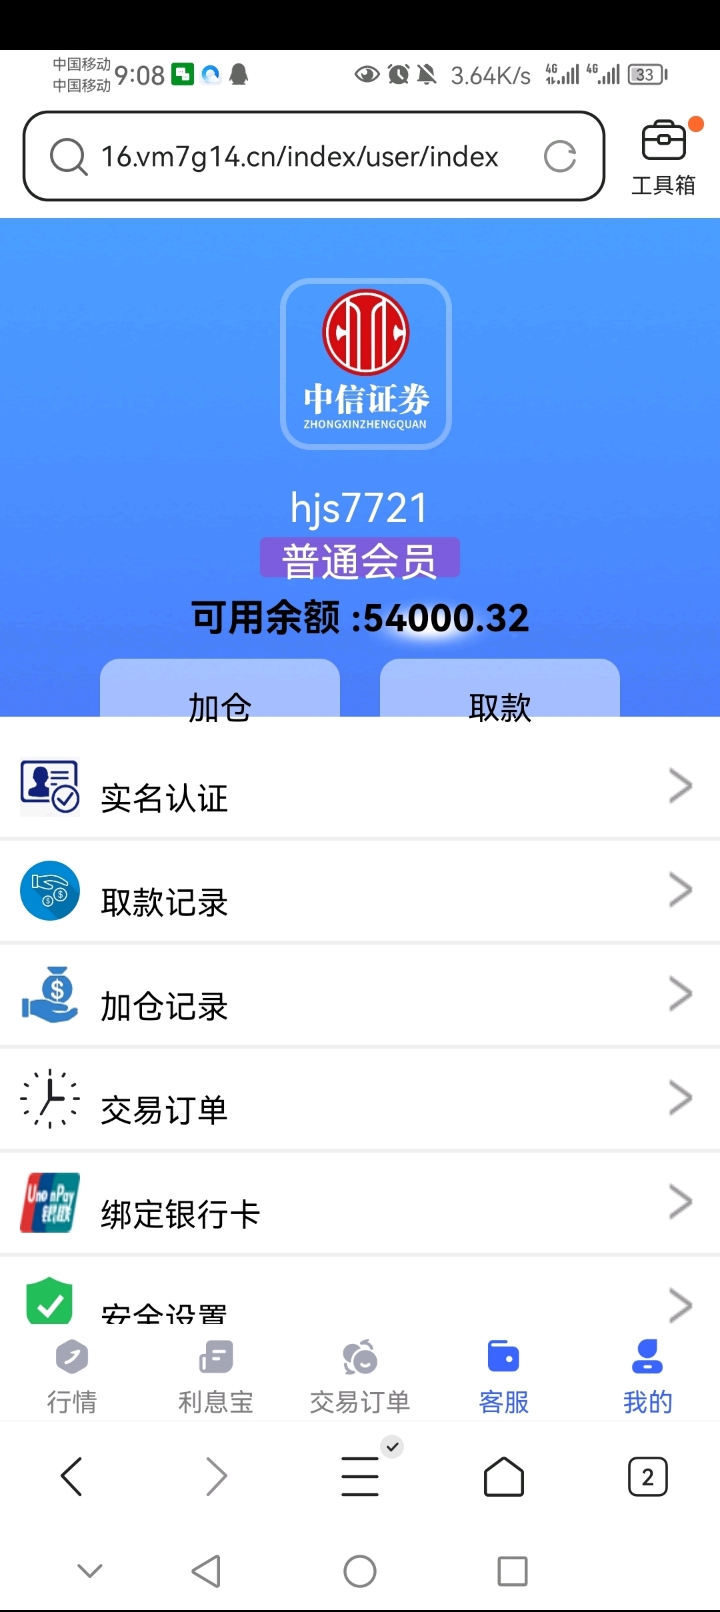 中国移动
中国移动
9:08
3.64K/s
4G
4G
33
16.vm7g14.cn/index/user/index
工具箱
中信证券
ZHONGXINZHENGQUAN
hjs7721
普通会员
可用余额 :54000.32
加仓
取款
实名认证
取款记录
加仓记录
交易订单
绑定银行卡
安全设置
行情
利息宝
交易订单
客服
我的
2